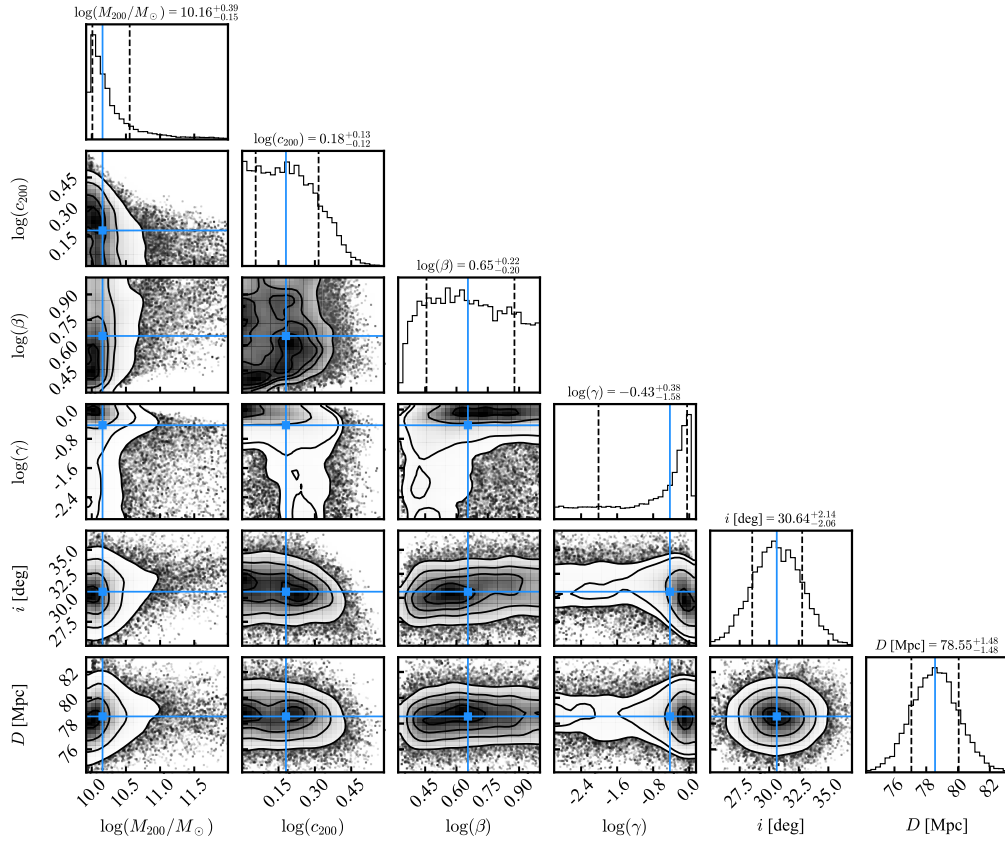 log(M₂₀₀/M⊙) = 10.16 +0.39 −0.15
log(c₂₀₀) = 0.18 +0.13 −0.12
log(c₂₀₀)
0.45
0.30
0.15
log(β) = 0.65 +0.22 −0.20
log(β)
0.90
0.75
0.60
0.45
log(γ) = −0.43 +0.38 −1.58
log(γ)
0.0
-0.8
-1.6
-2.4
i [deg] = 30.64 +2.14 −2.06
i [deg]
35.0
32.5
30.0
27.5
D [Mpc] = 78.55 +1.48 −1.48
D [Mpc]
82
80
78
76
10.0 10.5 11.0 11.5 0.15 0.30 0.45 0.45 0.60 0.75 0.90 -2.4 -1.6 -0.8 0.0 27.5 30.0 32.5 35.0 76 78 80 82
log(M₂₀₀/M⊙) log(c₂₀₀) log(β) log(γ) i [deg] D [Mpc]